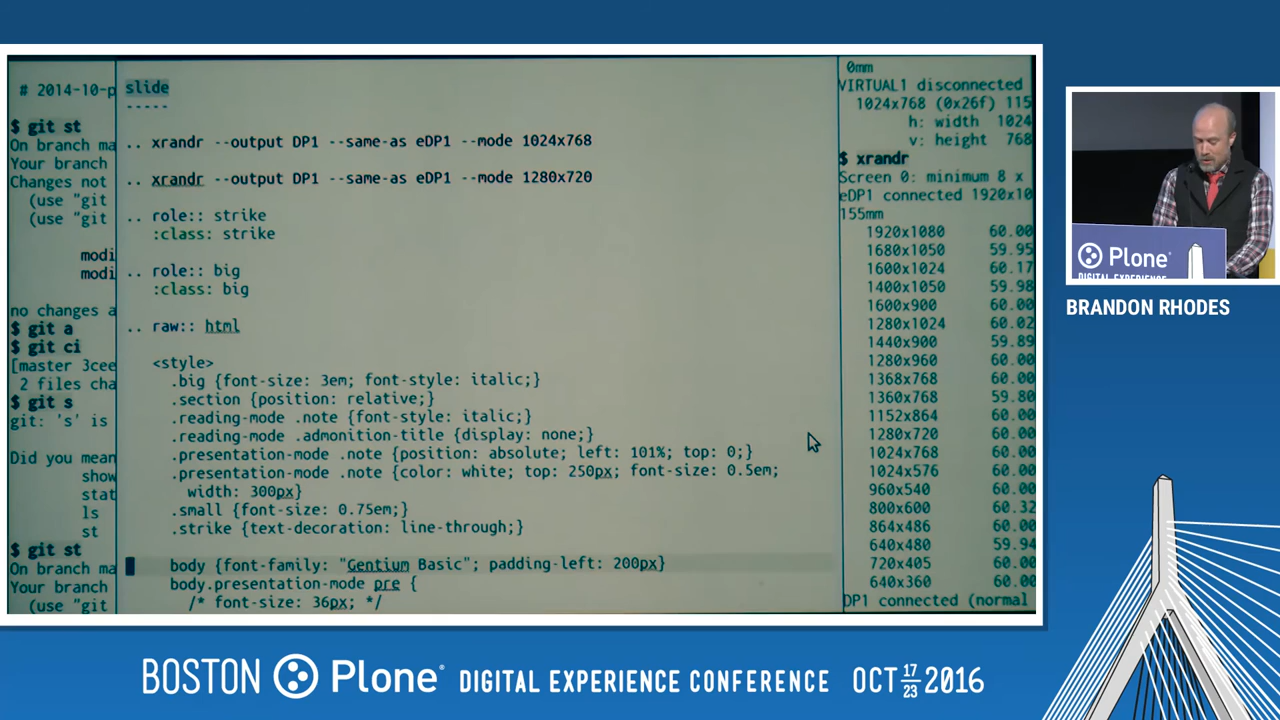 # 2014-10-p
$ git st
On branch ma
Your branch
Changes not
(use "git
(use "git
modi
modi
no changes a
$ git a
$ git ci
[master 3cee
2 files cha
$ git s
git: 's' is
Did you mean
show
stat
ls
st
$ git st
On branch ma
Your branch
(use "git
slide
-----
.. xrandr --output DP1 --same-as eDP1 --mode 1024x768
.. xrandr --output DP1 --same-as eDP1 --mode 1280x720
.. role:: strike
:class: strike
.. role:: big
:class: big
.. raw:: html
<style>
.big {font-size: 3em; font-style: italic;}
.section {position: relative;}
.reading-mode .note {font-style: italic;}
.reading-mode .admonition-title {display: none;}
.presentation-mode .note {position: absolute; left: 101%; top: 0;}
.presentation-mode .note {color: white; top: 250px; font-size: 0.5em;
width: 300px}
.small {font-size: 0.75em;}
.strike {text-decoration: line-through;}
body {font-family: "Gentium Basic"; padding-left: 200px}
body.presentation-mode pre {
/* font-size: 36px; */
0mm
VIRTUAL1 disconnected
1024x768 (0x26f) 115
h: width 1024
v: height 768
$ xrandr
Screen 0: minimum 8 x
eDP1 connected 1920x10
155mm
1920x1080 60.00
1680x1050 59.95
1600x1024 60.17
1400x1050 59.98
1600x900 60.00
1280x1024 60.02
1440x900 59.89
1280x960 60.00
1368x768 60.00
1360x768 59.80
1152x864 60.00
1280x720 60.00
1024x768 60.00
1024x576 60.00
960x540 60.00
800x600 60.32
864x486 60.00
640x480 59.94
720x405 60.00
640x360 60.00
DP1 connected (normal
Plone
DIGITAL EXPERIENCE
BRANDON RHODES
BOSTON Plone® DIGITAL EXPERIENCE CONFERENCE OCT 17 23 2016